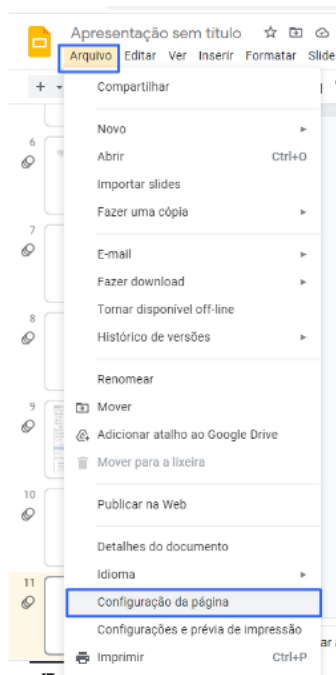 Apresentação sem título
Arquivo Editar Ver Inserir Formatar Slide
Compartilhar
Novo
6
Abrir Ctrl+O
Importar slides
Fazer uma cópia
7
E-mail
Fazer download
Tornar disponível off-line
8
Histórico de versões
Renomear
9
Mover
Adicionar atalho ao Google Drive
Mover para a lixeira
10
Publicar na Web
Detalhes do documento
Idioma
11
Configuração da página
Configurações e prévia de impressão
ar
Imprimir Ctrl+P